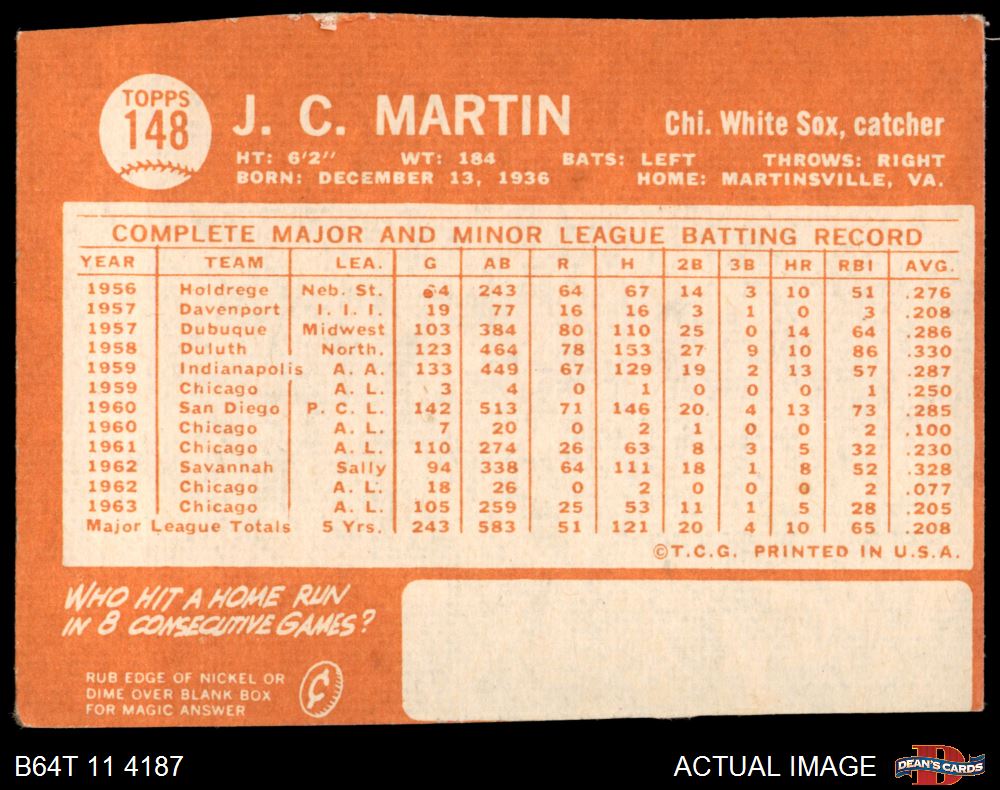 TOPPS
148
J. C. MARTIN
Chi. White Sox, catcher
HT: 6'2" WT: 184 BATS: LEFT THROWS: RIGHT
BORN: DECEMBER 13, 1936 HOME: MARTINSVILLE, VA.
COMPLETE MAJOR AND MINOR LEAGUE BATTING RECORD
YEAR TEAM LEA. G AB R H 2B 3B HR RBI AVG.
1956 Holdrege Neb. St. 64 243 64 67 14 3 10 51 .276
1957 Davenport I. I. I. 19 77 16 16 3 1 0 3 .208
1957 Dubuque Midwest 103 384 80 110 25 0 14 64 .286
1958 Duluth North. 123 464 78 153 27 9 10 86 .330
1959 Indianapolis A. A. 133 449 67 129 19 2 13 57 .287
1959 Chicago A. L. 3 4 0 1 0 0 0 1 .250
1960 San Diego P. C. L. 142 513 71 146 20 4 13 73 .285
1960 Chicago A. L. 7 20 0 2 1 0 0 2 .100
1961 Chicago A. L. 110 274 26 63 8 3 5 32 .230
1962 Savannah Sally 94 338 64 111 18 1 8 52 .328
1962 Chicago A. L. 18 26 0 2 0 0 0 2 .077
1963 Chicago A. L. 105 259 25 53 11 1 5 28 .205
Major League Totals 5 Yrs. 243 583 51 121 20 4 10 65 .208
©T.C.G. PRINTED IN U.S.A.
WHO HIT A HOME RUN
IN 8 CONSECUTIVE GAMES?
RUB EDGE OF NICKEL OR
DIME OVER BLANK BOX
FOR MAGIC ANSWER
¢
B64T 11 4187
ACTUAL IMAGE
DEAN'S CARDS